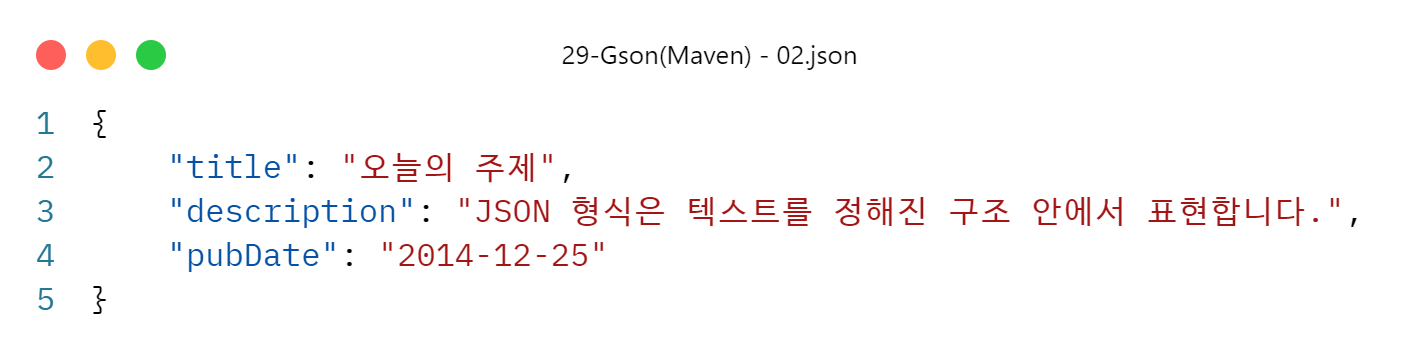 29-Gson(Maven) - 02.json
1 {
2 "title": "오늘의 주제",
3 "description": "JSON 형식은 텍스트를 정해진 구조 안에서 표현합니다.",
4 "pubDate": "2014-12-25"
5 }